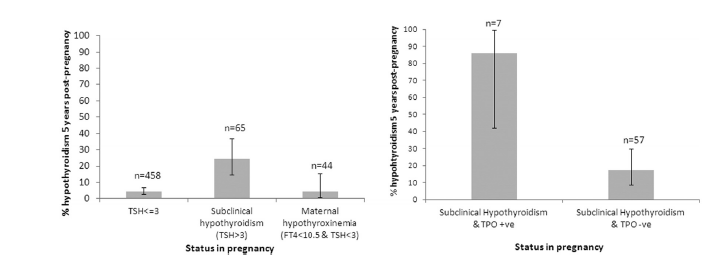 % hypothyroidism 5 years post-pregnancy
100
90
80
70
60
50
40
30
20
10
0
n=458
n=65
n=44
TSH<=3
Subclinical
hypothyroidism
(TSH>3)
Maternal
hypothyroxinemia
(FT4<10.5 & TSH<3)
Status in pregnancy
% hypohtyroidism 5 years post-pregnancy
100
90
80
70
60
50
40
30
20
10
0
n=7
n=57
Subclinical Hypothyroidism
& TPO +ve
Subclinical Hypothyroidism
& TPO -ve
Status in pregnancy